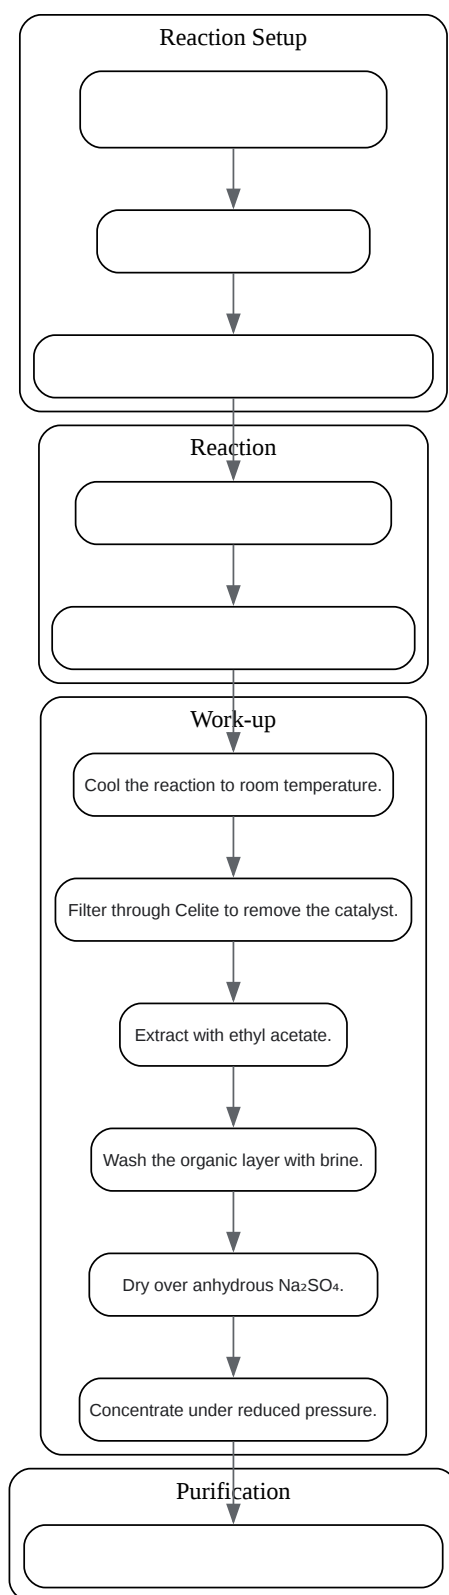 Reaction Setup
Reaction
Work-up
Cool the reaction to room temperature.
Filter through Celite to remove the catalyst.
Extract with ethyl acetate.
Wash the organic layer with brine.
Dry over anhydrous Na₂SO₄.
Concentrate under reduced pressure.
Purification